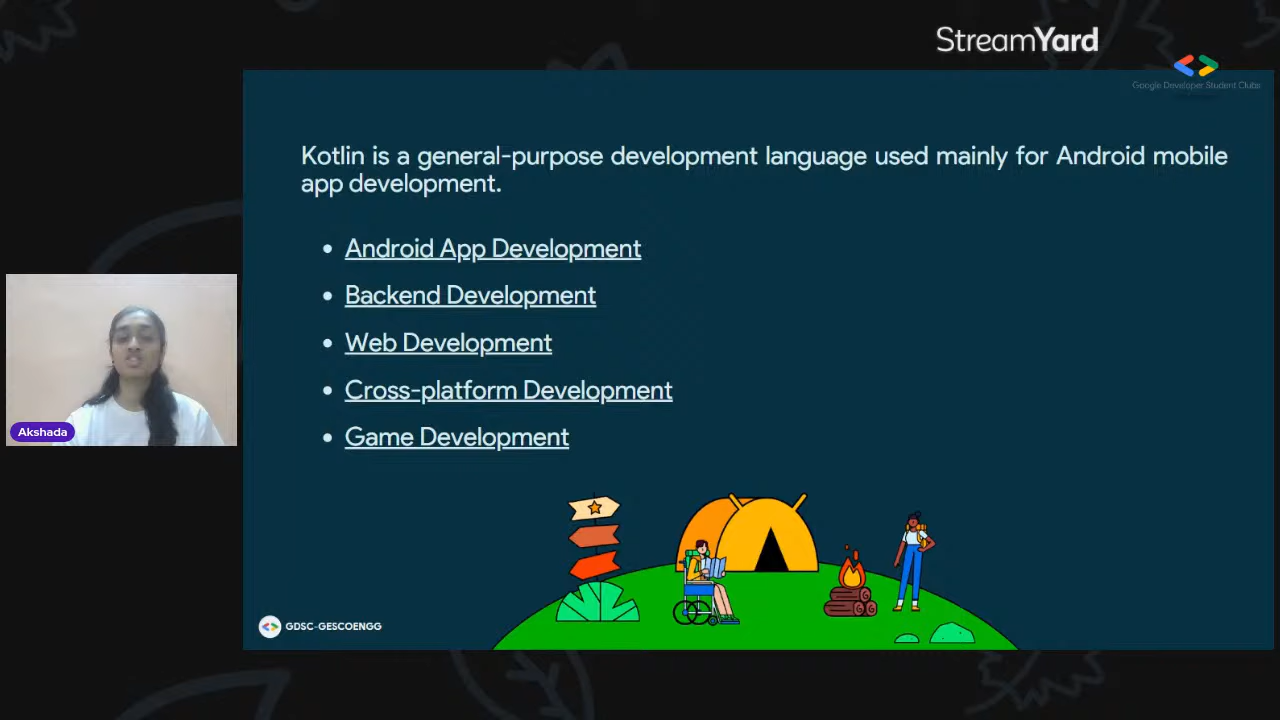 StreamYard
Google Developer Student Clubs
Kotlin is a general-purpose development language used mainly for Android mobile
app development.
• Android App Development
• Backend Development
• Web Development
• Cross-platform Development
• Game Development
Akshada
GDSC-GESCOENGG